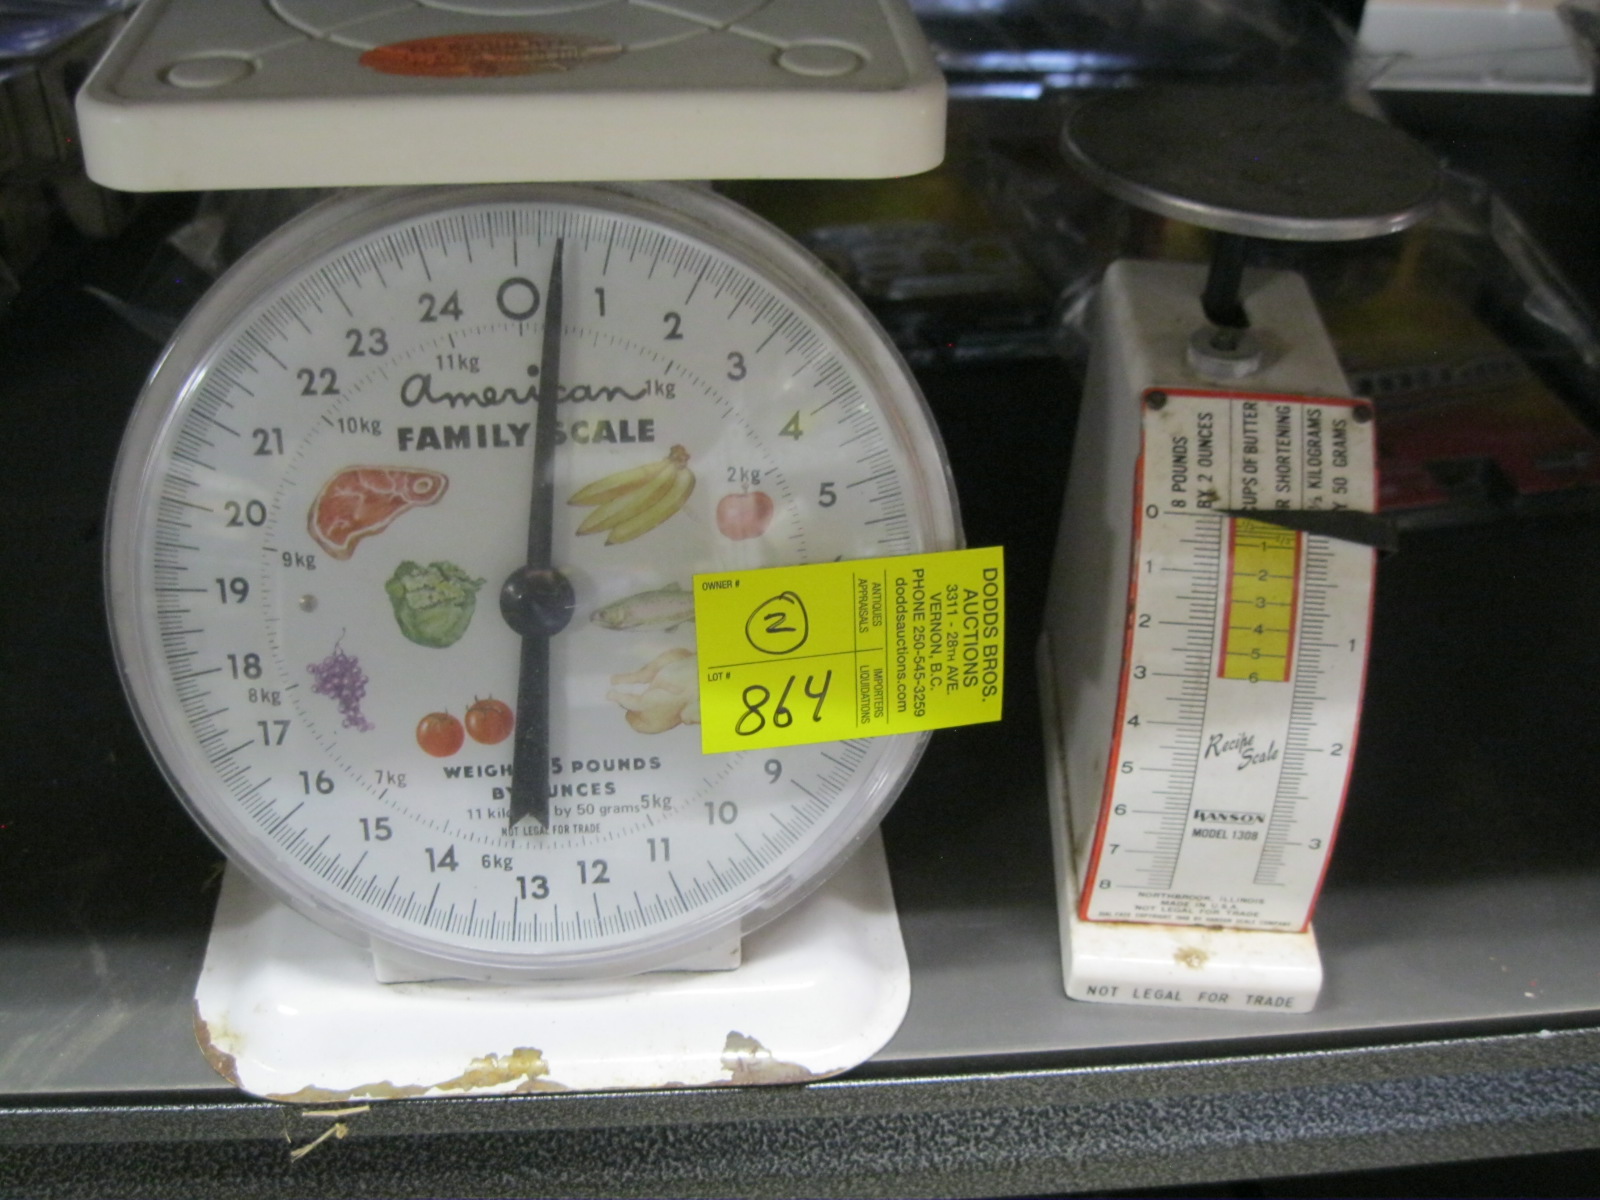 24 O 1
23 2
22 3
21 4
20 5
19
18
17
16 9
15 10
14 11
13 12
11kg
1kg
10kg
2kg
9kg
8kg
7kg
5kg
6kg
American
FAMILY SCALE
POUNDS
by 50 grams
NOT LEGAL FOR TRADE
OWNER #
2
LOT #
864
ANTIQUES
APPRAISALS
IMPORTERS
LIQUIDATIONS
DODDS BROS.
AUCTIONS
3311 - 28TH AVE.
VERNON, B.C.
PHONE 250-545-3259
doddsauctions.com
8 POUNDS
BY 2 OUNCES
CUPS OF BUTTER
SHORTENING
KILOGRAMS
50 GRAMS
0
1
2
3
4
5
6
7
8
1
2
3
4
5
6
1
2
3
Recipe
Scale
HANSON
MODEL 1308
NORTHBROOK, ILLINOIS
MADE IN U.S.A.
NOT LEGAL FOR TRADE
NOT LEGAL FOR TRADE